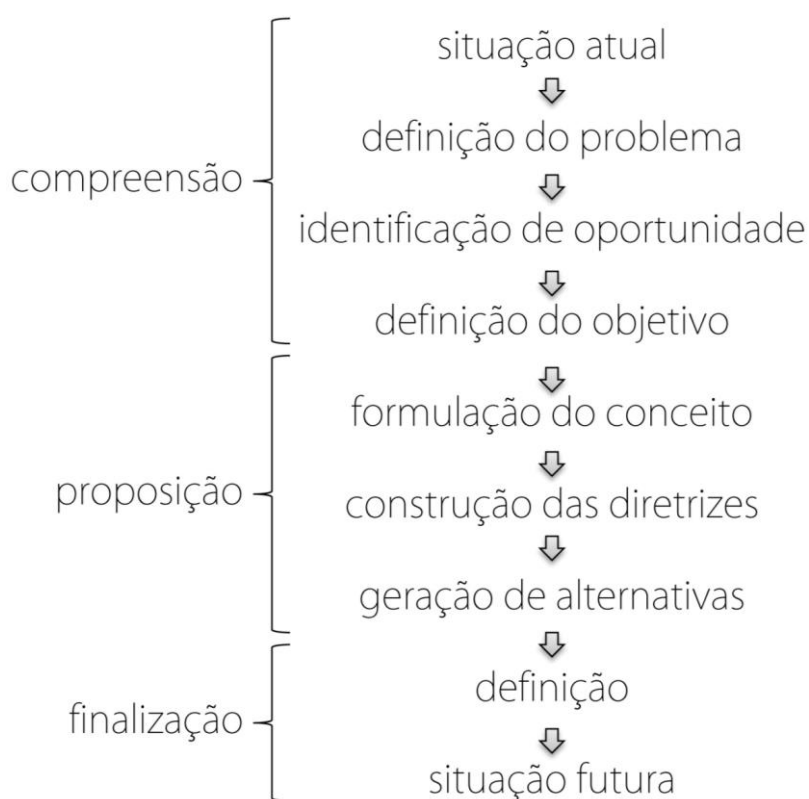 situação atual
definição do problema
compreensão
identificação de oportunidade
definição do objetivo
formulação do conceito
proposição
construção das diretrizes
geração de alternativas
definição
finalização
situação futura